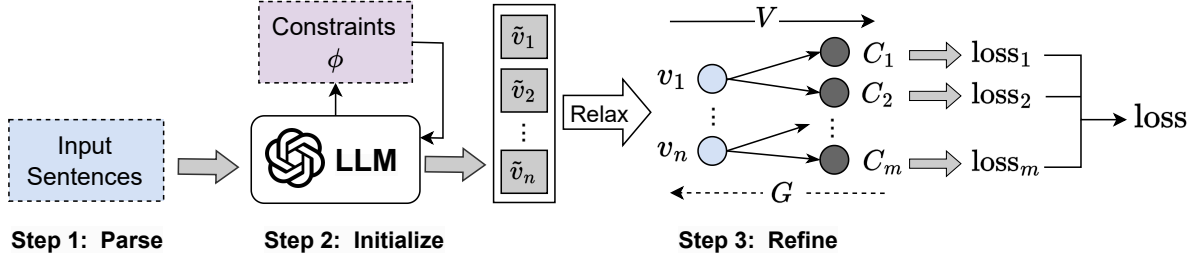 Input
Sentences
Constraints
ϕ
LLM
ṽ₁
ṽ₂
⋮
ṽₙ
Relax
V
v₁
⋮
vₙ
C₁
C₂
⋮
Cₘ
G
loss₁
loss₂
lossₘ
loss
Step 1: Parse
Step 2: Initialize
Step 3: Refine